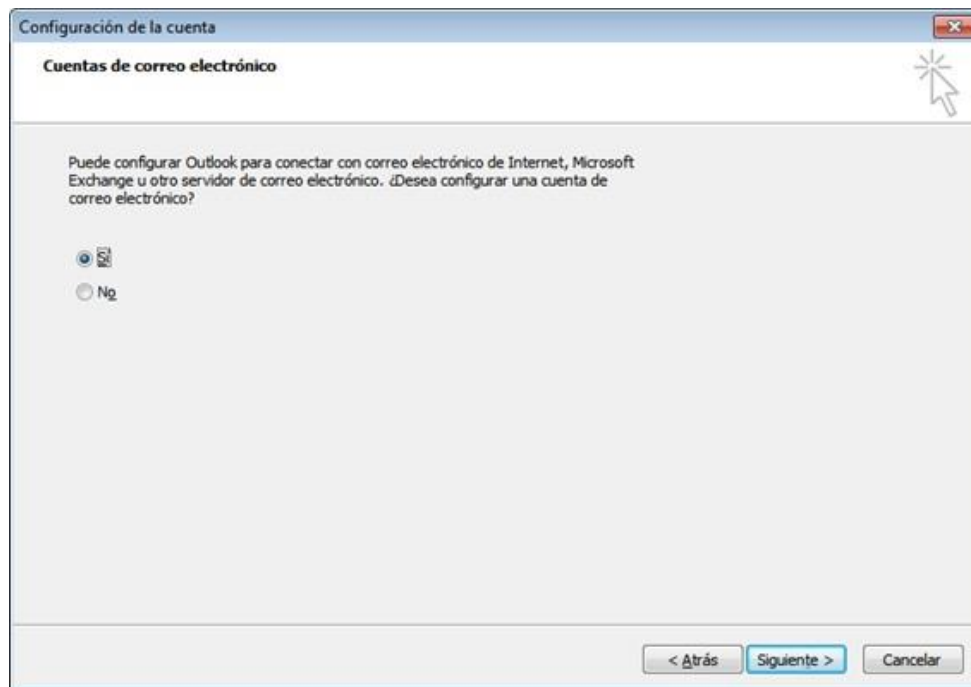 Configuración de la cuenta
Cuentas de correo electrónico
Puede configurar Outlook para conectar con correo electrónico de Internet, Microsoft
Exchange u otro servidor de correo electrónico. ¿Desea configurar una cuenta de
correo electrónico?
Sí
No
< Atrás
Siguiente >
Cancelar